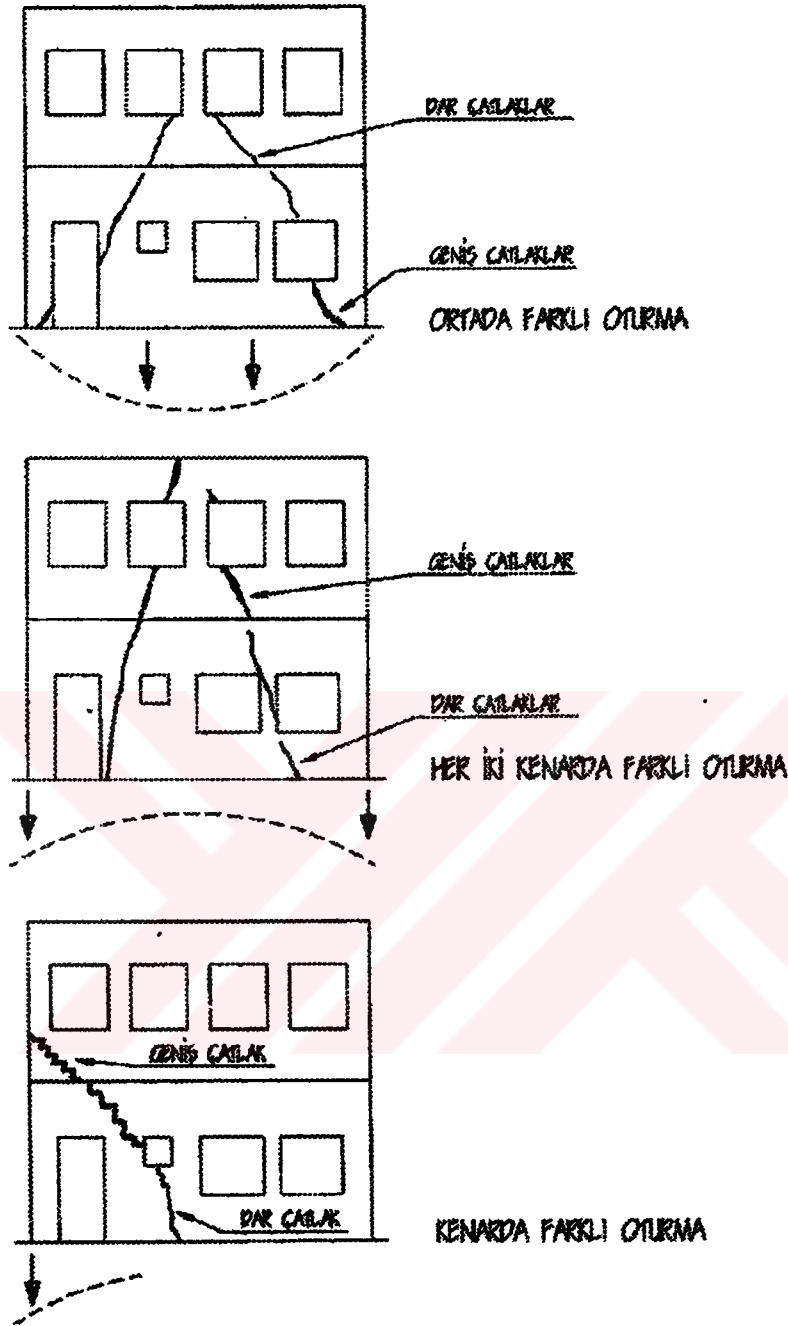 DAR ÇATLAKLAR
GENİŞ ÇATLAKLAR
ORTADA FARKLI OTURMA
GENİŞ ÇATLAKLAR
DAR ÇATLAKLAR
HER İKİ KENARDA FARKLI OTURMA
GENİŞ ÇATLAK
DAR ÇATLAK
KENARDA FARKLI OTURMA